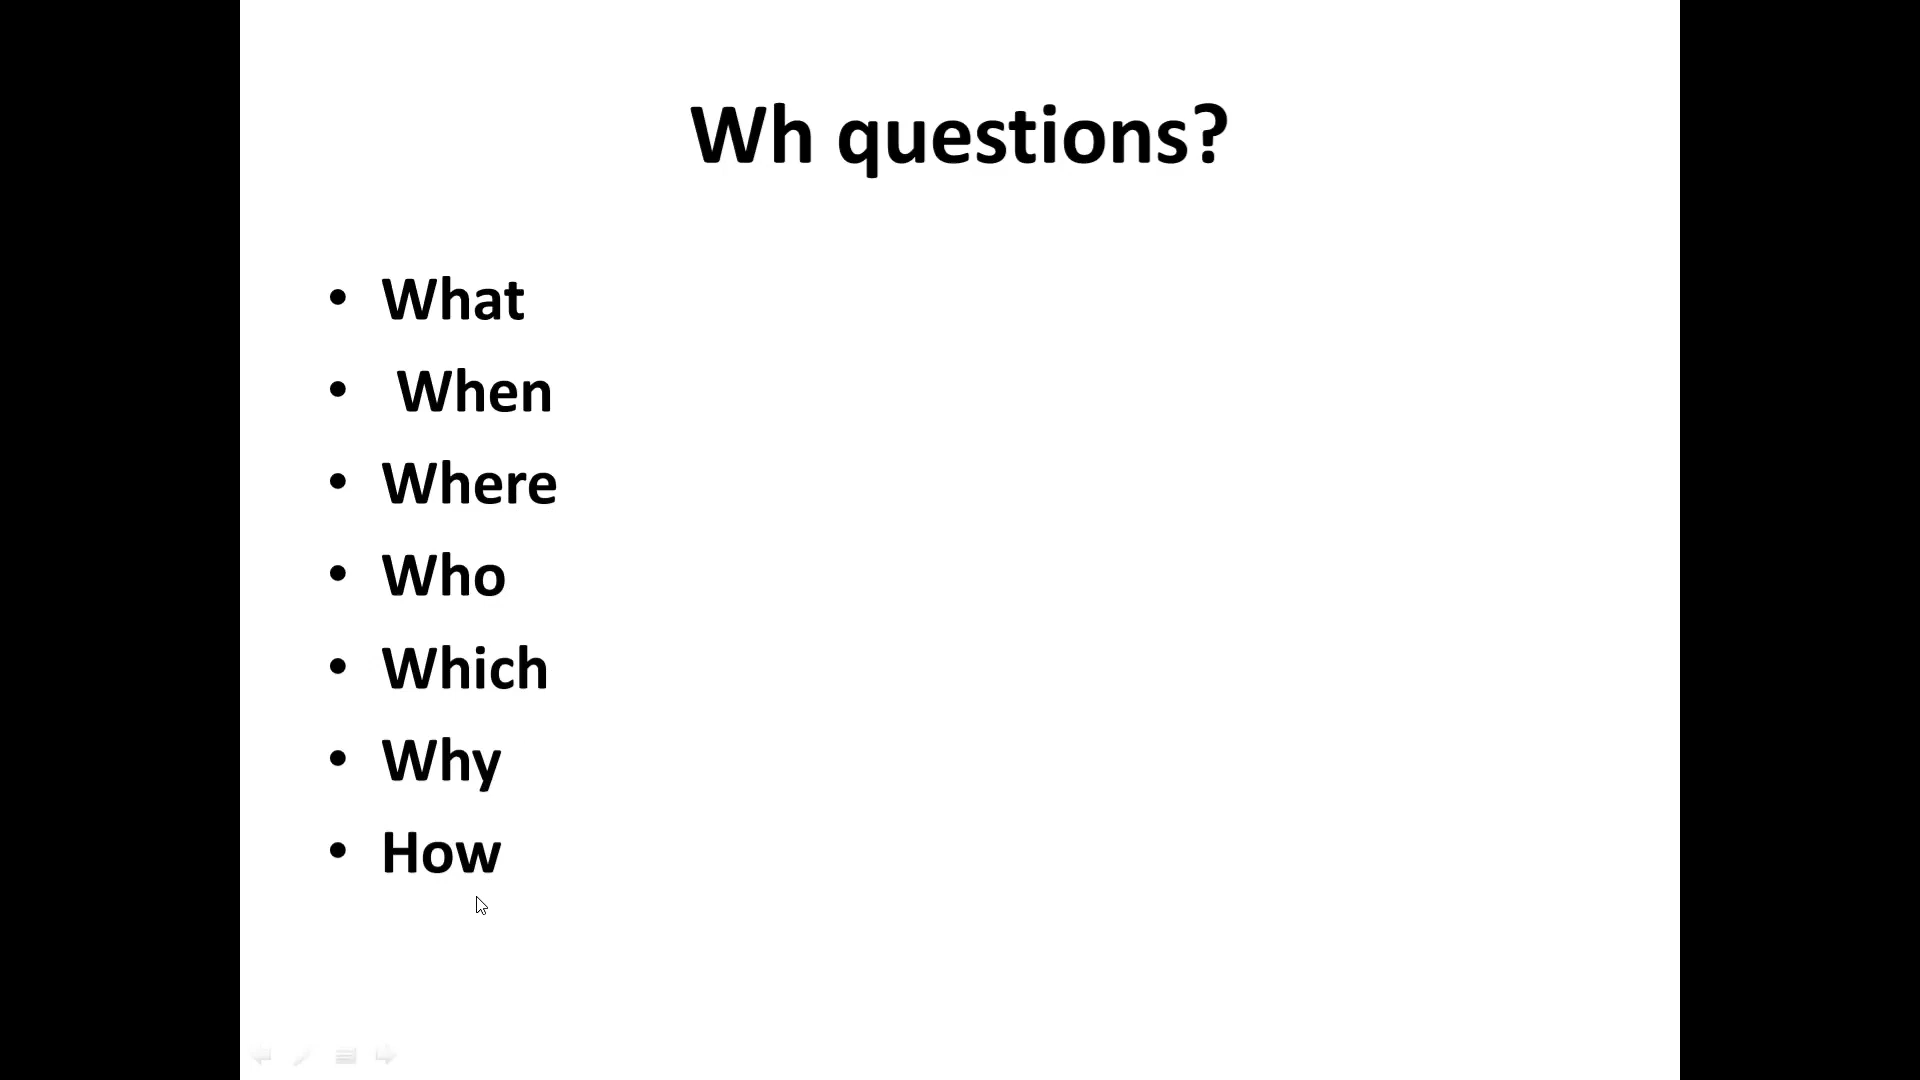 Wh questions?
• What
• When
• Where
• Who
• Which
• Why
• How